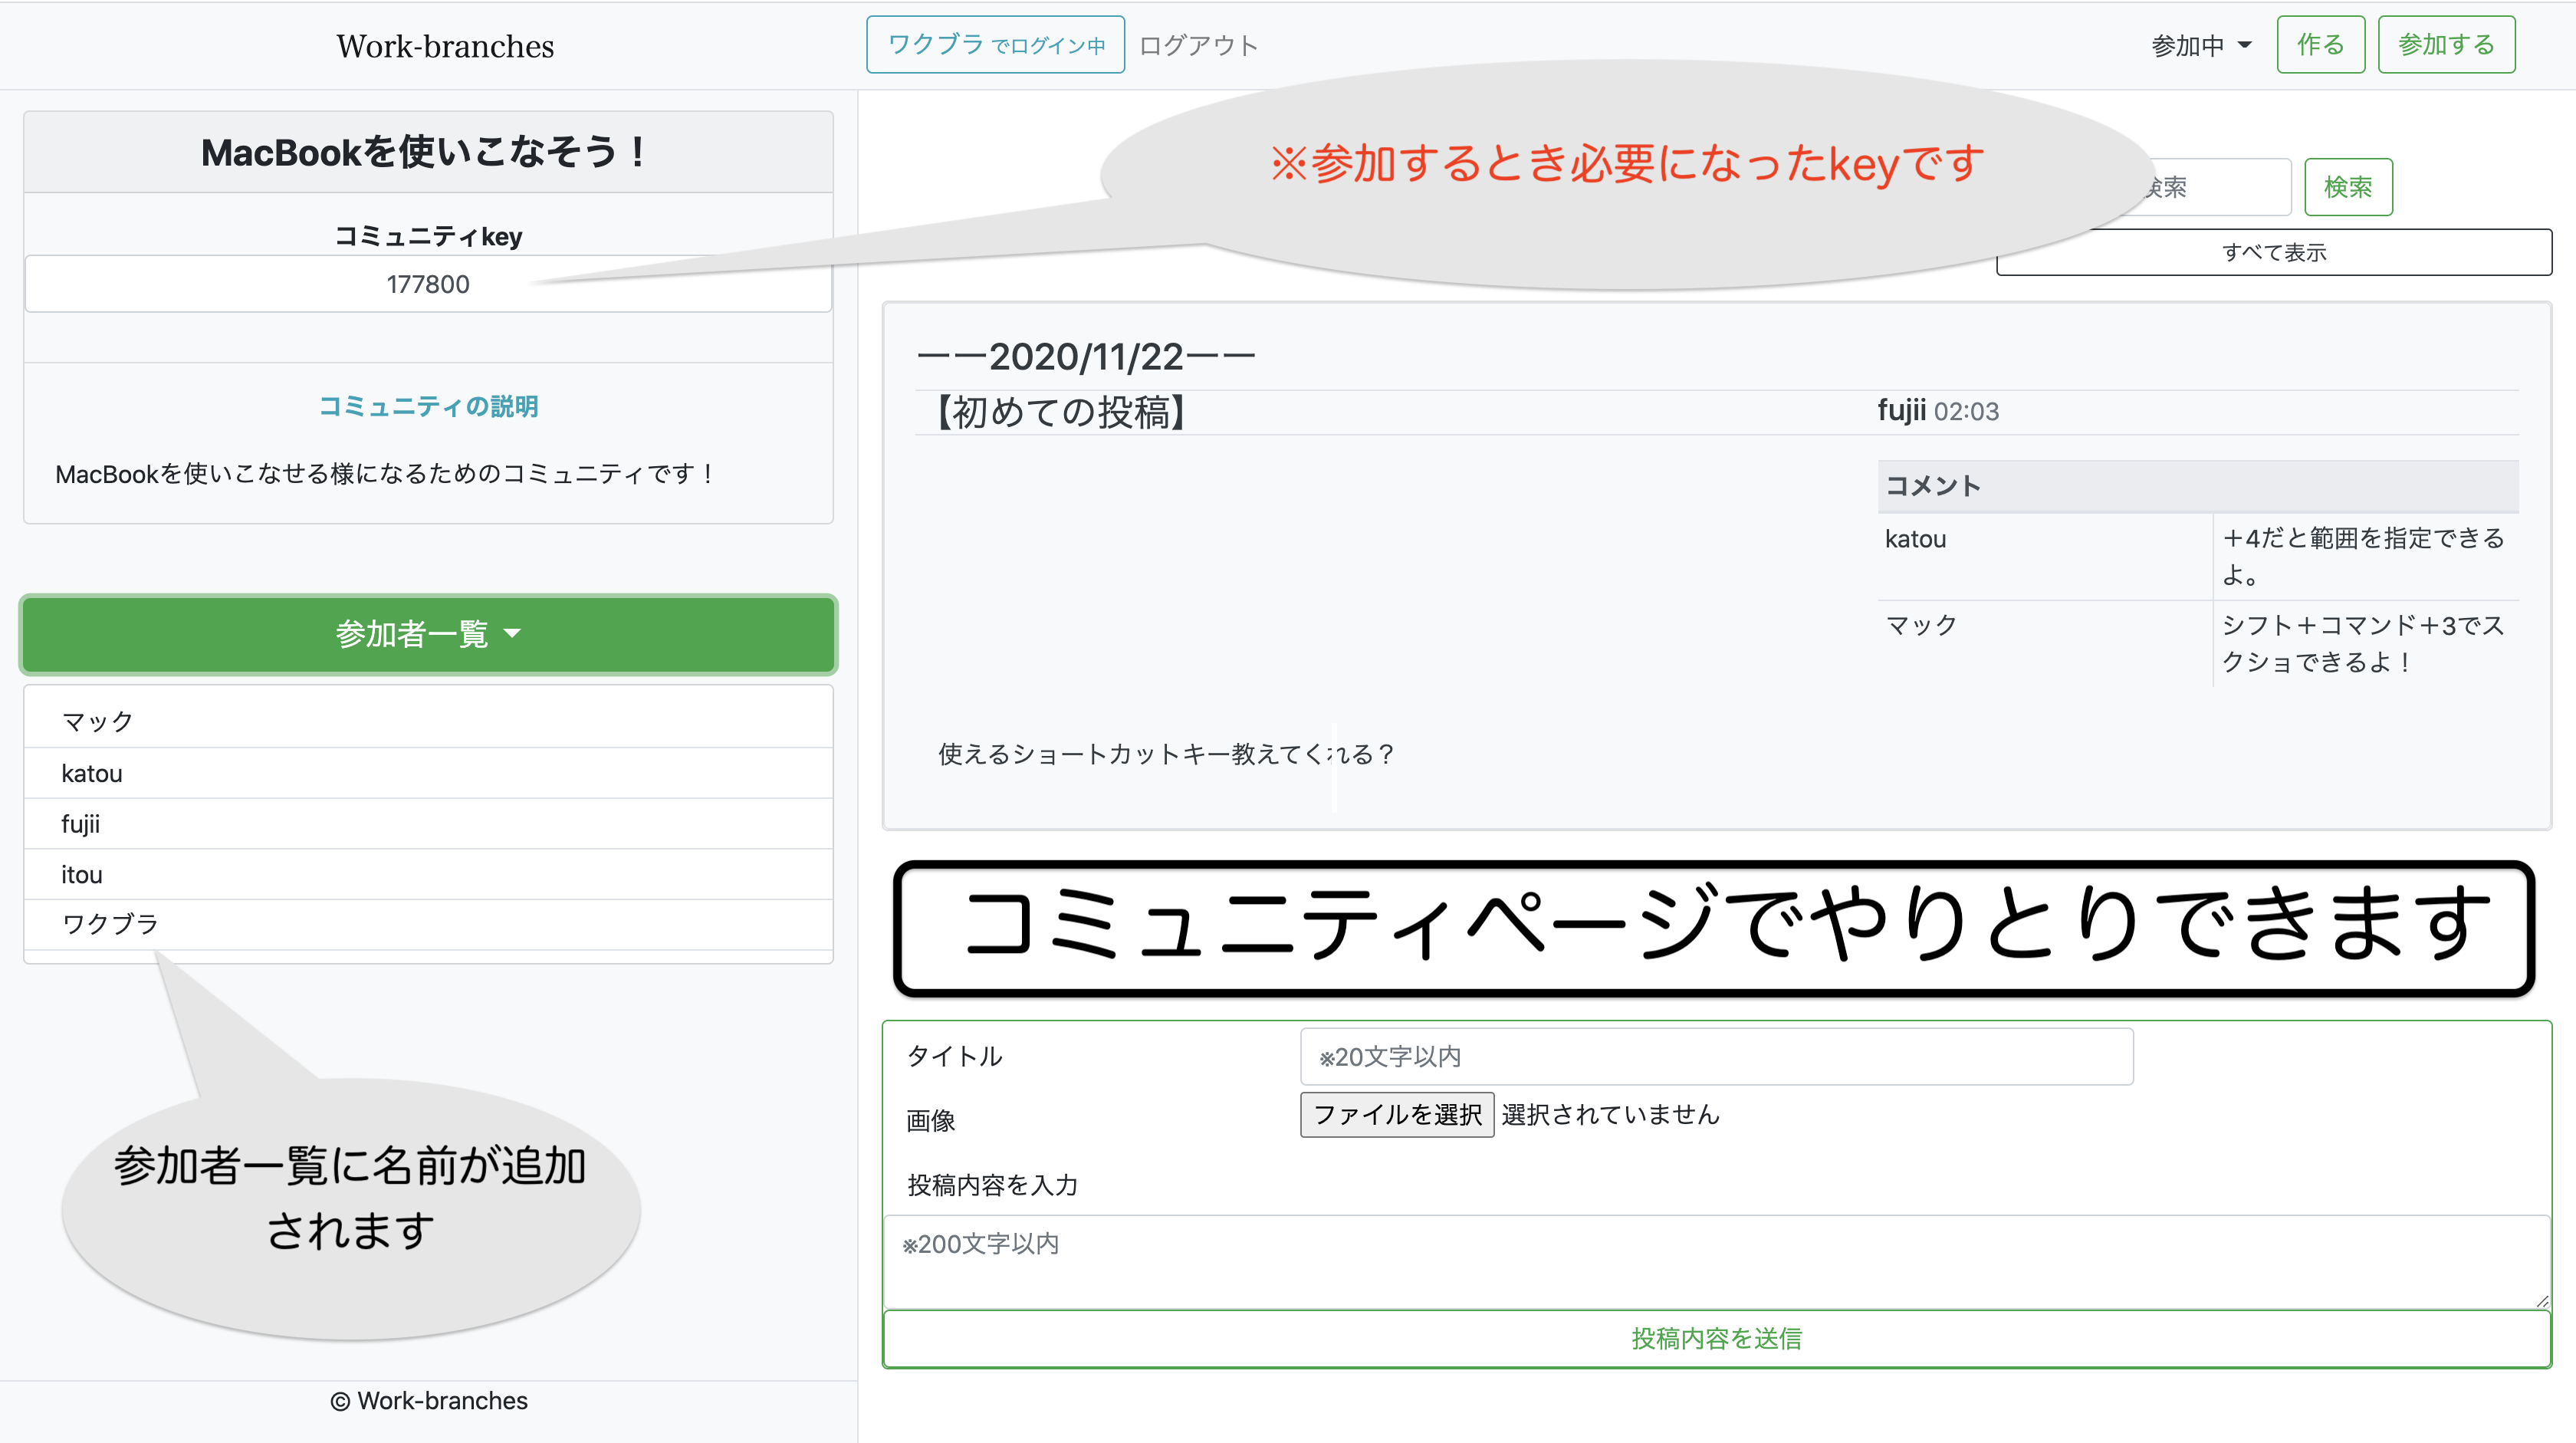 Work-branches
ワクブラ でログイン中
ログアウト
参加中
作る
参加する
MacBookを使いこなそう！
コミュニティkey
177800
コミュニティの説明
MacBookを使いこなせる様になるためのコミュニティです！
参加者一覧
マック
katou
fujii
itou
ワクブラ
参加者一覧に名前が追加
されます
© Work-branches
※参加するとき必要になったkeyです
検索
検索
すべて表示
ーー2020/11/22ーー
【初めての投稿】
fujii 02:03
コメント
katou
＋4だと範囲を指定できる
よ。
マック
シフト＋コマンド＋3でス
クショできるよ！
使えるショートカットキー教えてくれる？
コミュニティページでやりとりできます
タイトル
※20文字以内
画像
ファイルを選択 選択されていません
投稿内容を入力
※200文字以内
投稿内容を送信